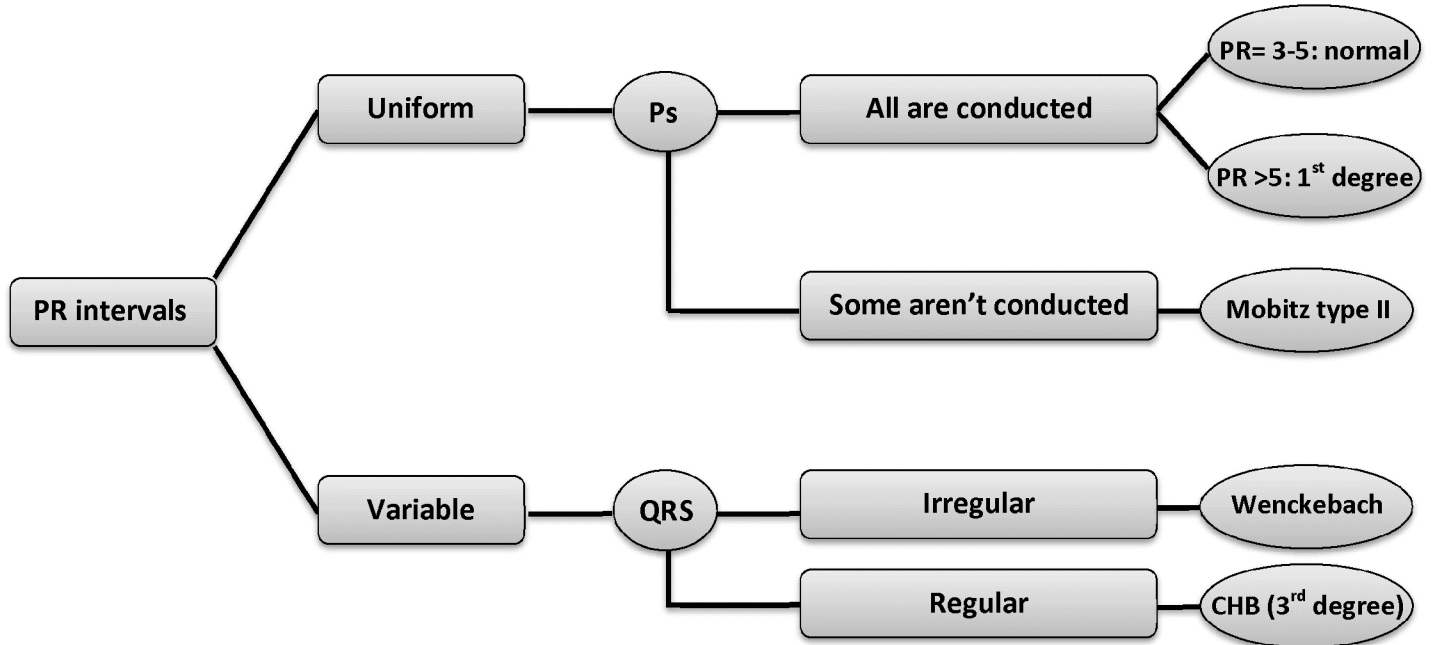 PR= 3-5: normal
Uniform
Ps
All are conducted
PR >5: 1st degree
PR intervals
Some aren’t conducted
Mobitz type II
Variable
QRS
Irregular
Wenckebach
Regular
CHB (3rd degree)